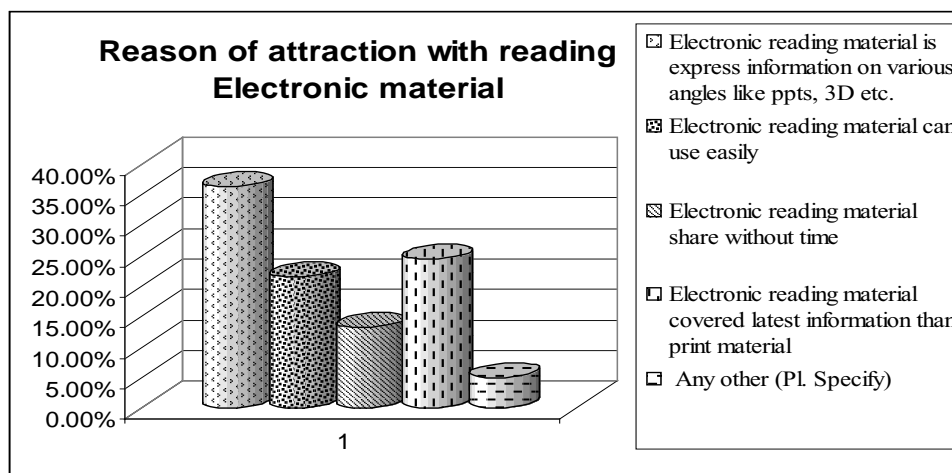 Reason of attraction with reading
Electronic material
40.00%
35.00%
30.00%
25.00%
20.00%
15.00%
10.00%
5.00%
0.00%
1
Electronic reading material is
express information on various
angles like ppts, 3D etc.
Electronic reading material can
use easily
Electronic reading material
share without time
Electronic reading material
covered latest information than
print material
Any other (Pl. Specify)